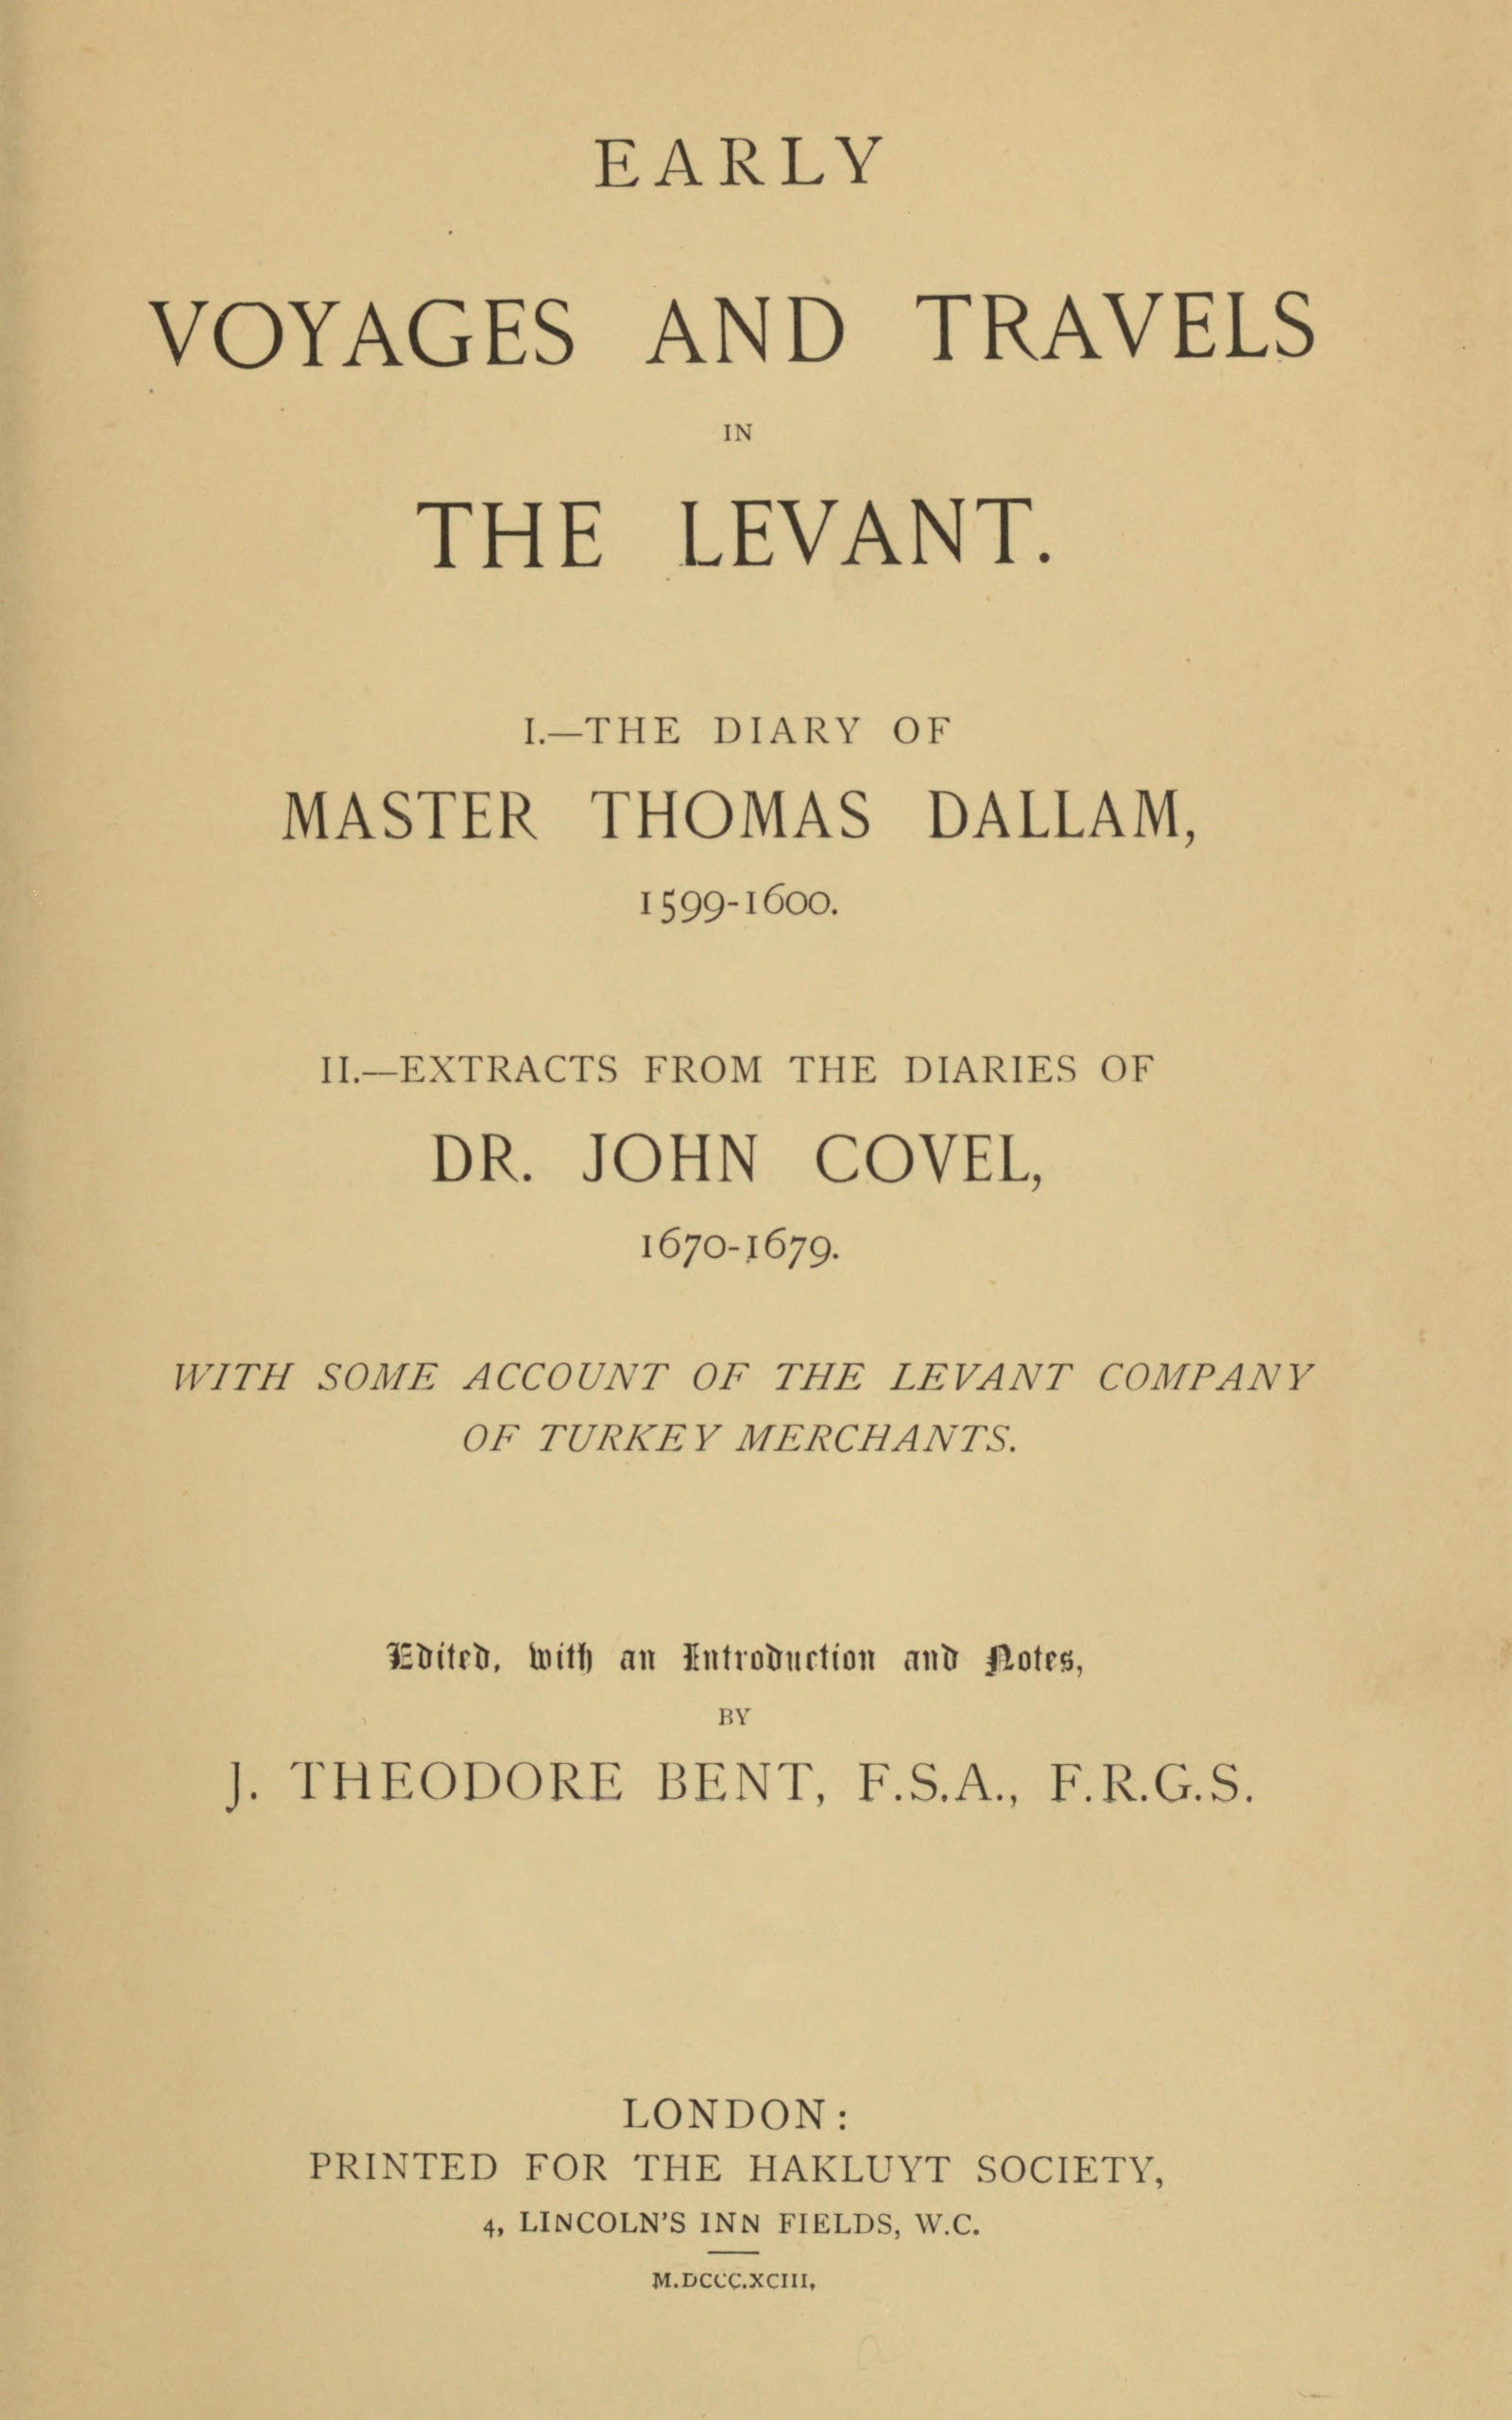 EARLY
VOYAGES AND TRAVELS
IN
THE LEVANT.
I.—THE DIARY OF
MASTER THOMAS DALLAM,
1599-1600.
II.—EXTRACTS FROM THE DIARIES OF
DR. JOHN COVEL,
1670-1679.
WITH SOME ACCOUNT OF THE LEVANT COMPANY
OF TURKEY MERCHANTS.
Edited, with an Introduction and Notes,
BY
J. THEODORE BENT, F.S.A., F.R.G.S.
LONDON:
PRINTED FOR THE HAKLUYT SOCIETY,
4, LINCOLN'S INN FIELDS, W.C.
M.DCCC.XCIII.